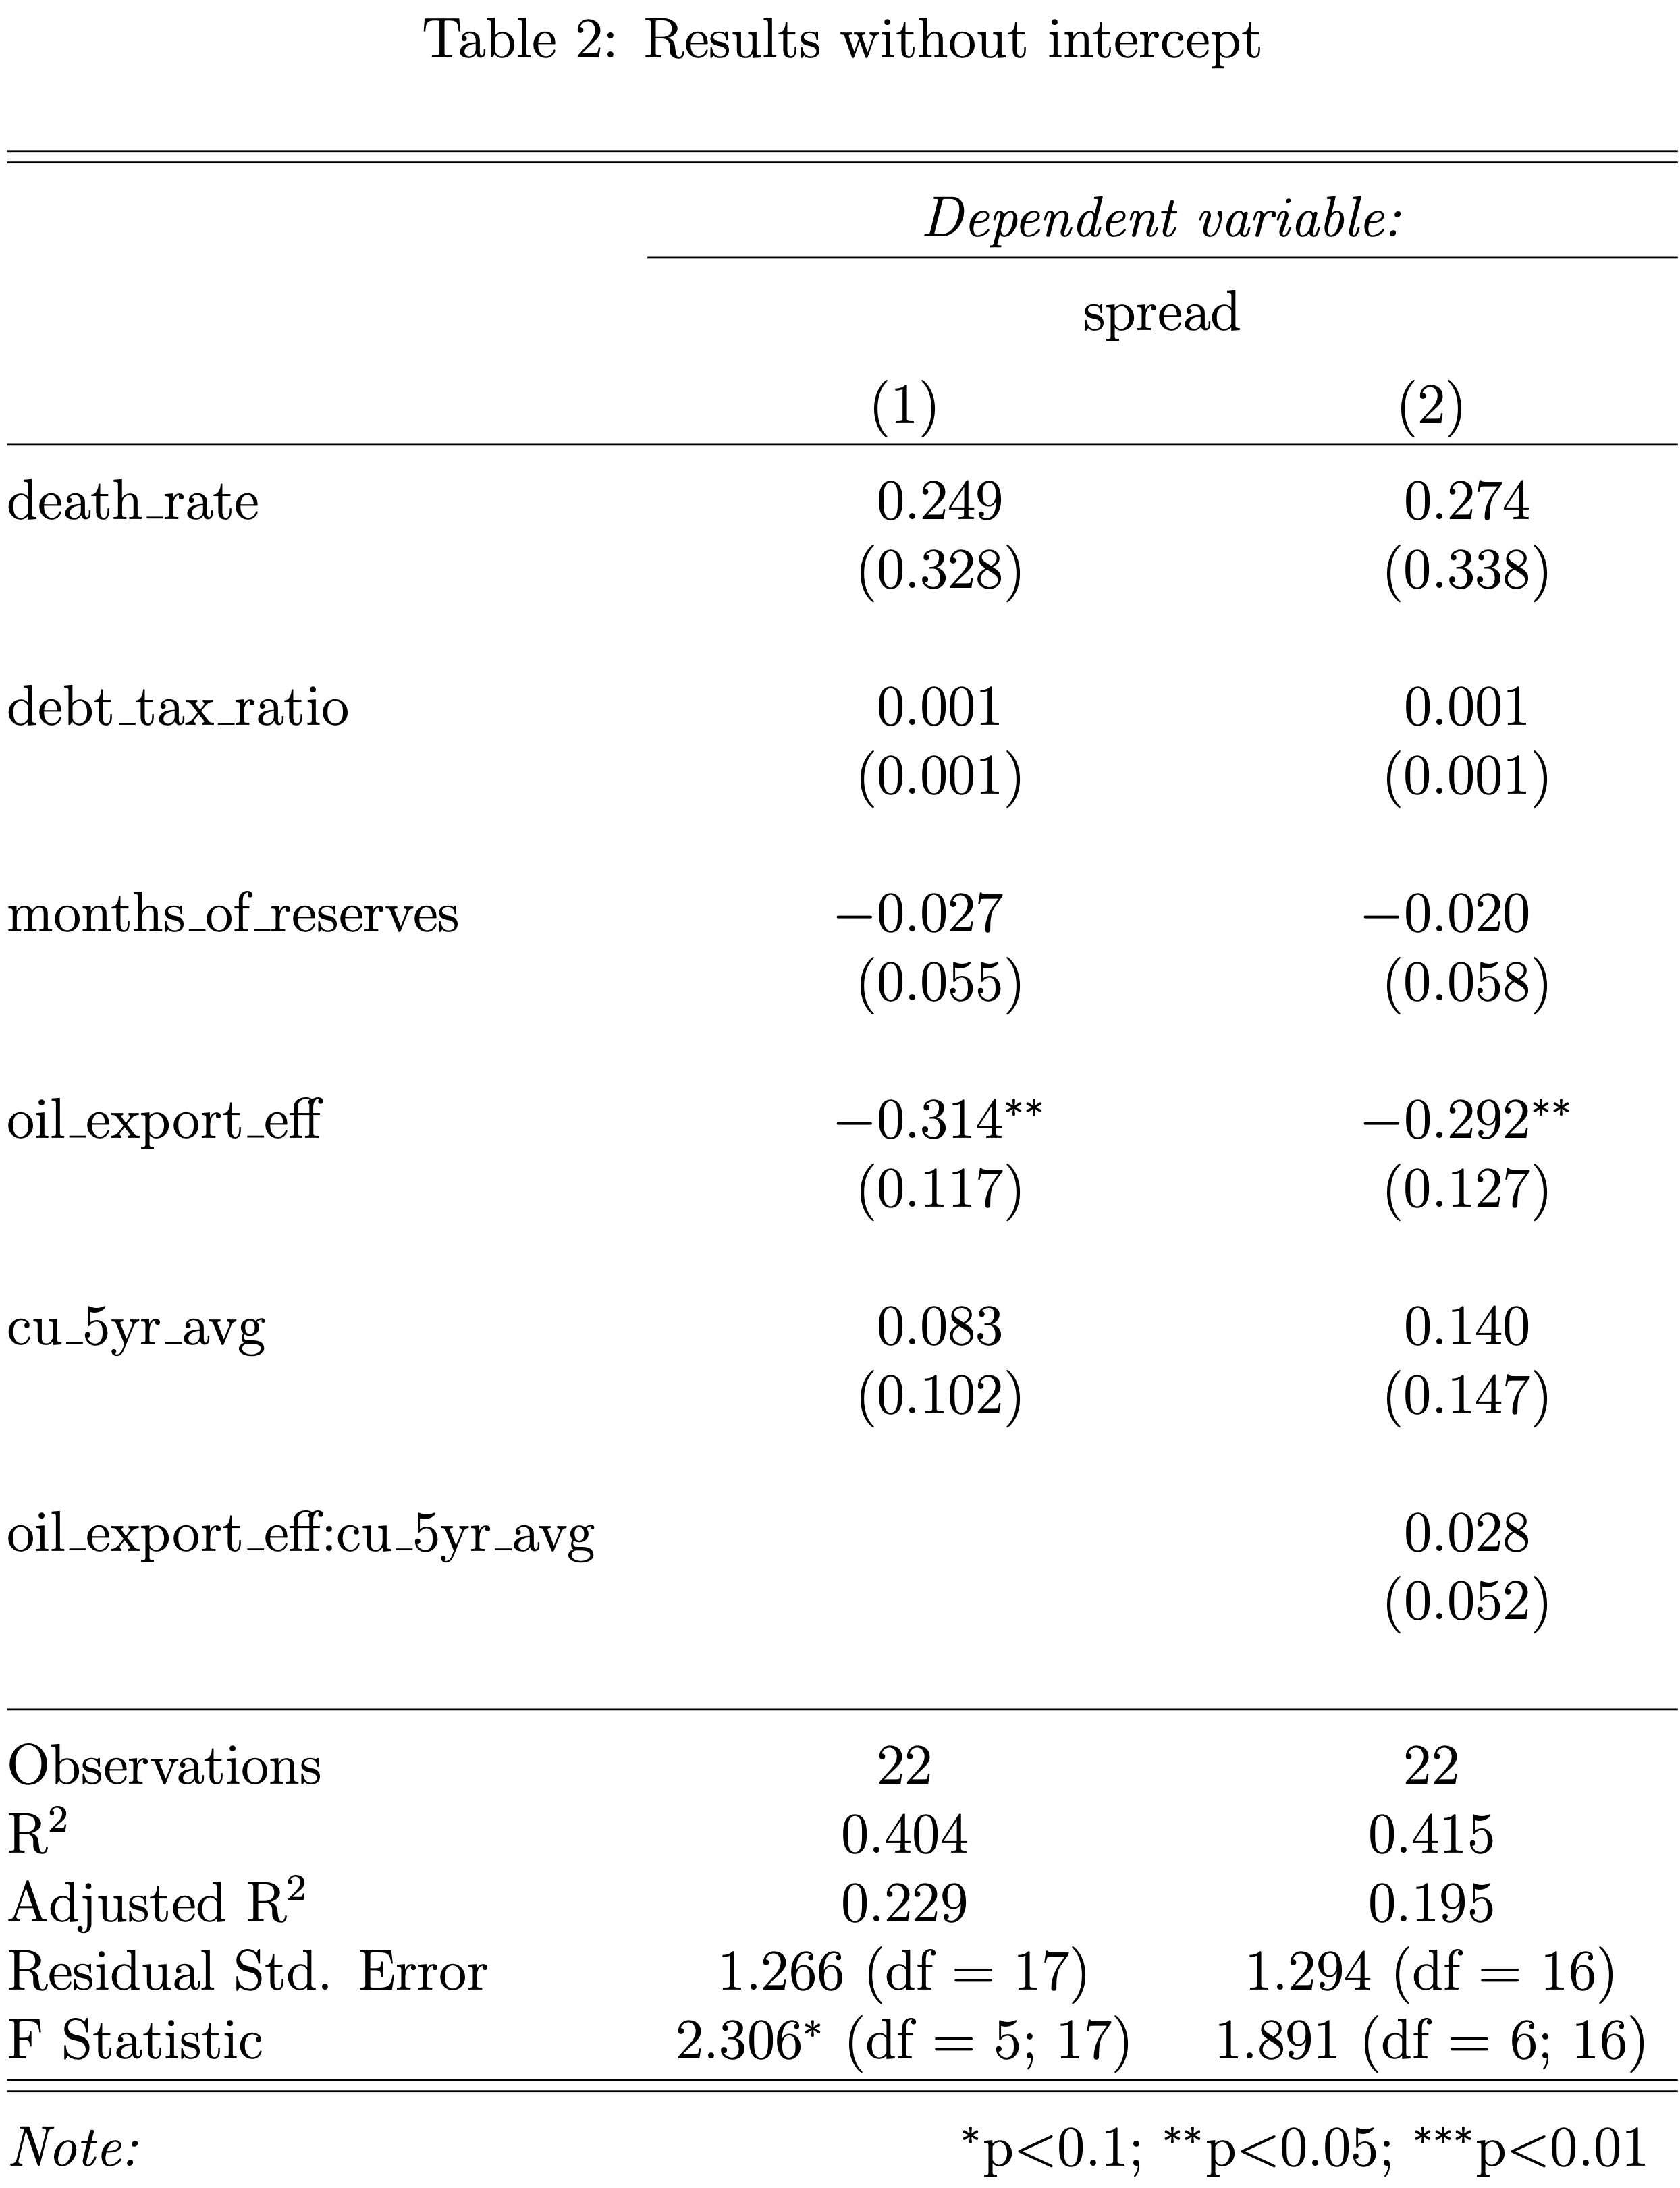 Table 2: Results without intercept
Dependent variable:
spread
(1) (2)
death_rate 0.249 0.274
(0.328) (0.338)
debt_tax_ratio 0.001 0.001
(0.001) (0.001)
months_of_reserves −0.027 −0.020
(0.055) (0.058)
oil_export_eff −0.314** −0.292**
(0.117) (0.127)
cu_5yr_avg 0.083 0.140
(0.102) (0.147)
oil_export_eff:cu_5yr_avg 0.028
(0.052)
Observations 22 22
R² 0.404 0.415
Adjusted R² 0.229 0.195
Residual Std. Error 1.266 (df = 17) 1.294 (df = 16)
F Statistic 2.306* (df = 5; 17) 1.891 (df = 6; 16)
Note: *p<0.1; **p<0.05; ***p<0.01